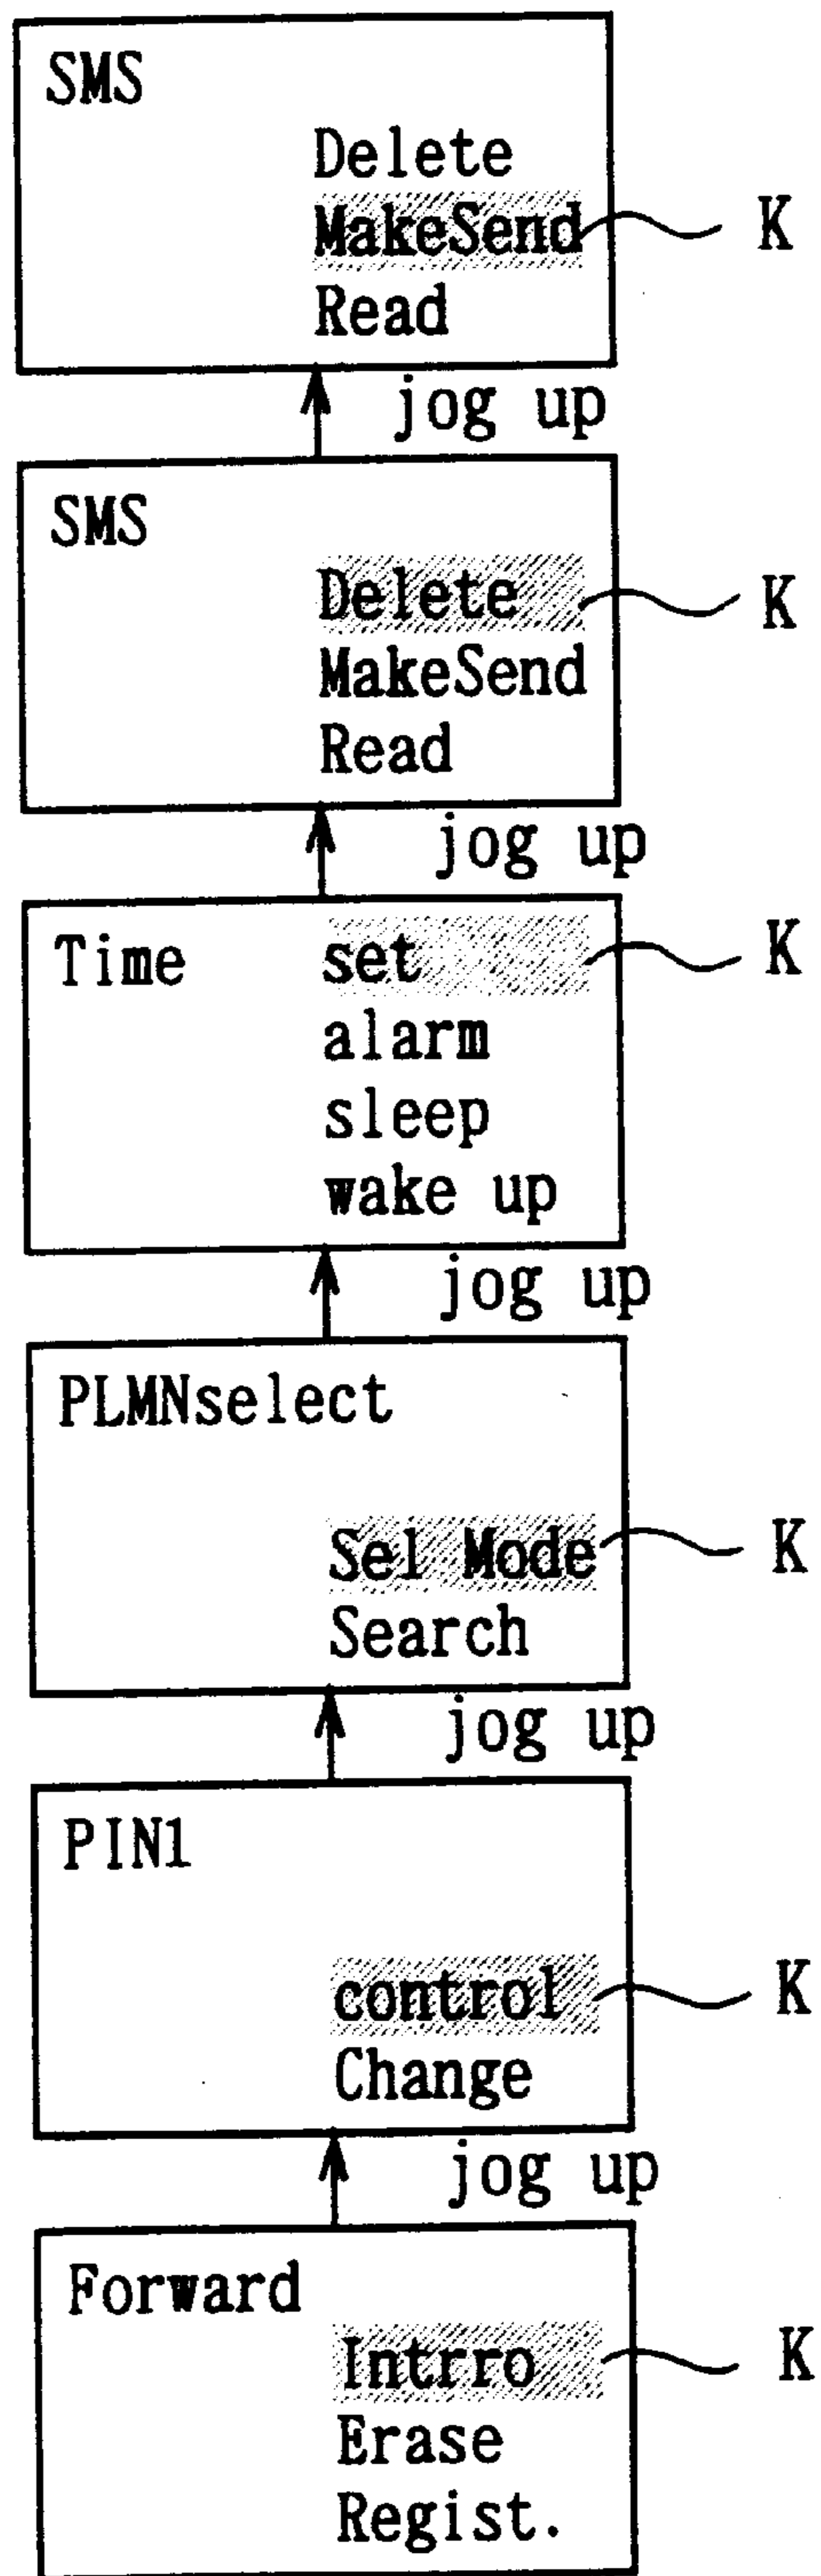 SMS
Delete
MakeSend K
Read
jog up
SMS
Delete K
MakeSend
Read
jog up
Time set K
alarm
sleep
wake up
jog up
PLMNselect
Sel Mode K
Search
jog up
PIN1
control K
Change
jog up
Forward
Intrro K
Erase
Regist.